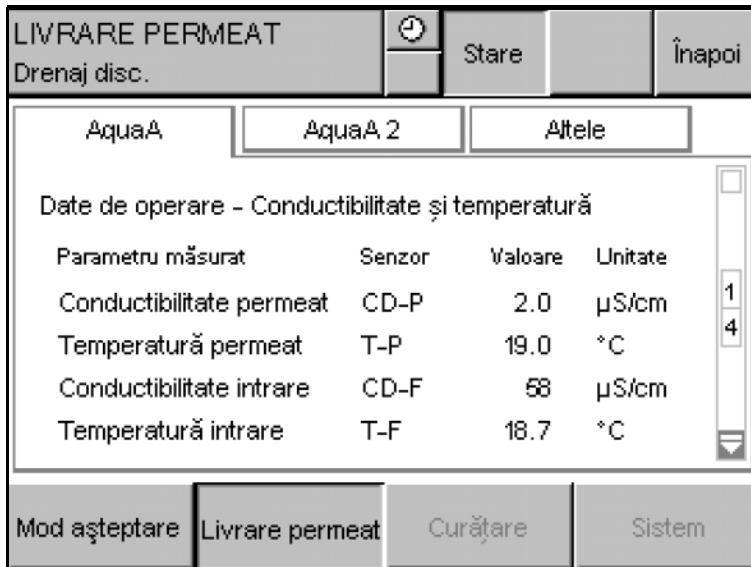 LIVRARE PERMEAT
Drenaj disc.
Stare
Înapoi
AquaA
AquaA 2
Altele
Date de operare - Conductibilitate și temperatură
Parametru măsurat Senzor Valoare Unitate
Conductibilitate permeat CD-P 2.0 µS/cm
Temperatură permeat T-P 19.0 °C
Conductibilitate intrare CD-F 58 µS/cm
Temperatură intrare T-F 18.7 °C
1
4
Mod aşteptare
Livrare permeat
Curățare
Sistem